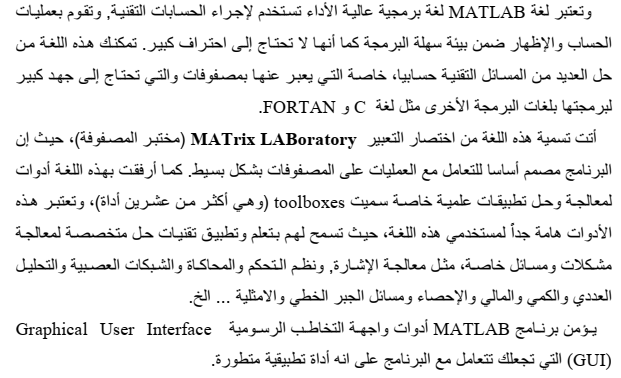 وتعتبر لغة MATLAB لغة برمجية عالية الأداء تستخدم لإجراء الحسابات التقنية, وتقوم بعمليات
الحساب والإظهار ضمن بيئة سهلة البرمجة كما أنها لا تحتاج إلى احتراف كبير. تمكنك هذه اللغة من
حل العديد من المسائل التقنية حسابيا، خاصة التي يعبر عنها بمصفوفات والتي تحتاج إلى جهد كبير
لبرمجتها بلغات البرمجة الأخرى مثل لغة C و FORTAN.
أتت تسمية هذه اللغة من اختصار التعبير MATrix LABoratory (مختبر المصفوفة)، حيث إن
البرنامج مصمم أساسا للتعامل مع العمليات على المصفوفات بشكل بسيط. كما أرفقت بهذه اللغة أدوات
لمعالجة وحل تطبيقات علمية خاصة سميت toolboxes (وهي أكثر من عشرين أداة)، وتعتبر هذه
الأدوات هامة جداً لمستخدمي هذه اللغة، حيث تسمح لهم بتعلم وتطبيق تقنيات حل متخصصة لمعالجة
مشكلات ومسائل خاصة، مثل معالجة الإشارة, ونظم التحكم والمحاكاة والشبكات العصبية والتحليل
العددي والكمي والمالي والإحصاء ومسائل الجبر الخطي والامثلية ... الخ.
يؤمن برنامج MATLAB أدوات واجهة التخاطب الرسومية Graphical User Interface
(GUI) التي تجعلك تتعامل مع البرنامج على انه أداة تطبيقية متطورة.